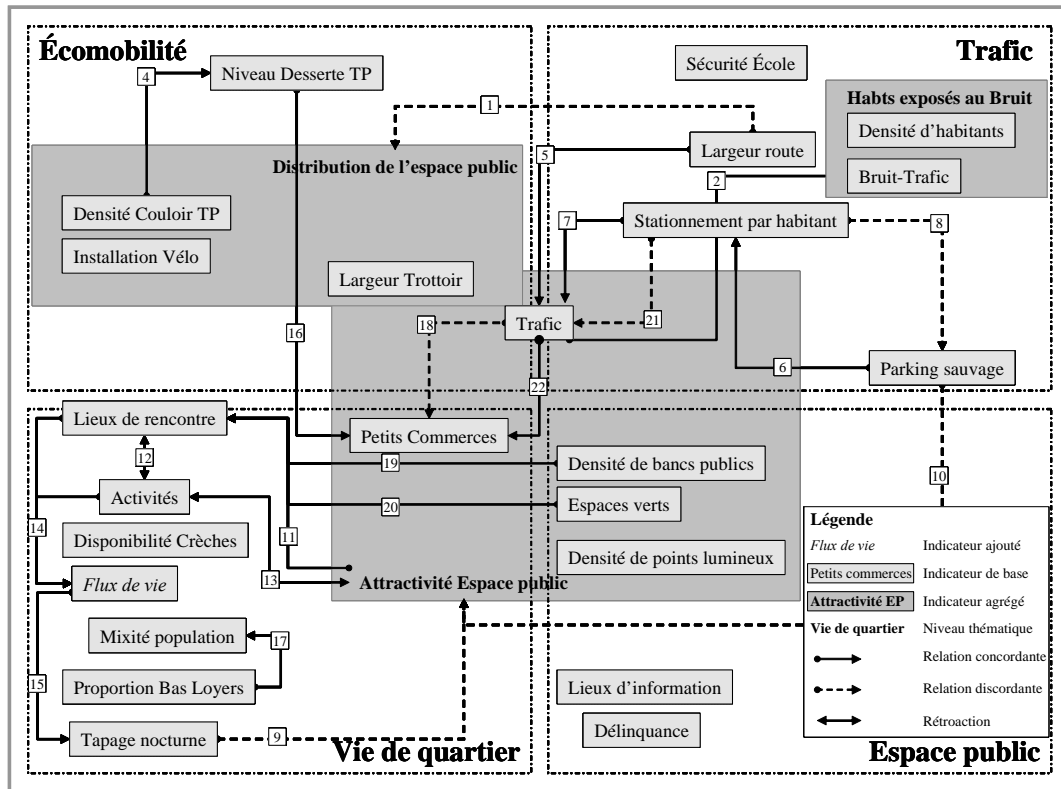 Écomobilité
Trafic
Sécurité École
4
Niveau Desserte TP
Habts exposés au Bruit
1
Densité d'habitants
Distribution de l'espace public
5
Largeur route
2
Bruit-Trafic
Densité Couloir TP
7
Stationnement par habitant
8
Installation Vélo
Largeur Trottoir
16
18
Trafic
21
6
Parking sauvage
22
Lieux de rencontre
Petits Commerces
12
19
Densité de bancs publics
10
Activités
20
Espaces verts
14
11
Disponibilité Crèches
Densité de points lumineux
13
Attractivité Espace public
Flux de vie
Mixité population
17
15
Proportion Bas Loyers
Tapage nocturne
9
Vie de quartier
Lieux d'information
Délinquance
Espace public
Légende
Flux de vie Indicateur ajouté
Petits commerces Indicateur de base
Attractivité EP Indicateur agrégé
Vie de quartier Niveau thématique
Relation concordante
Relation discordante
Rétroaction